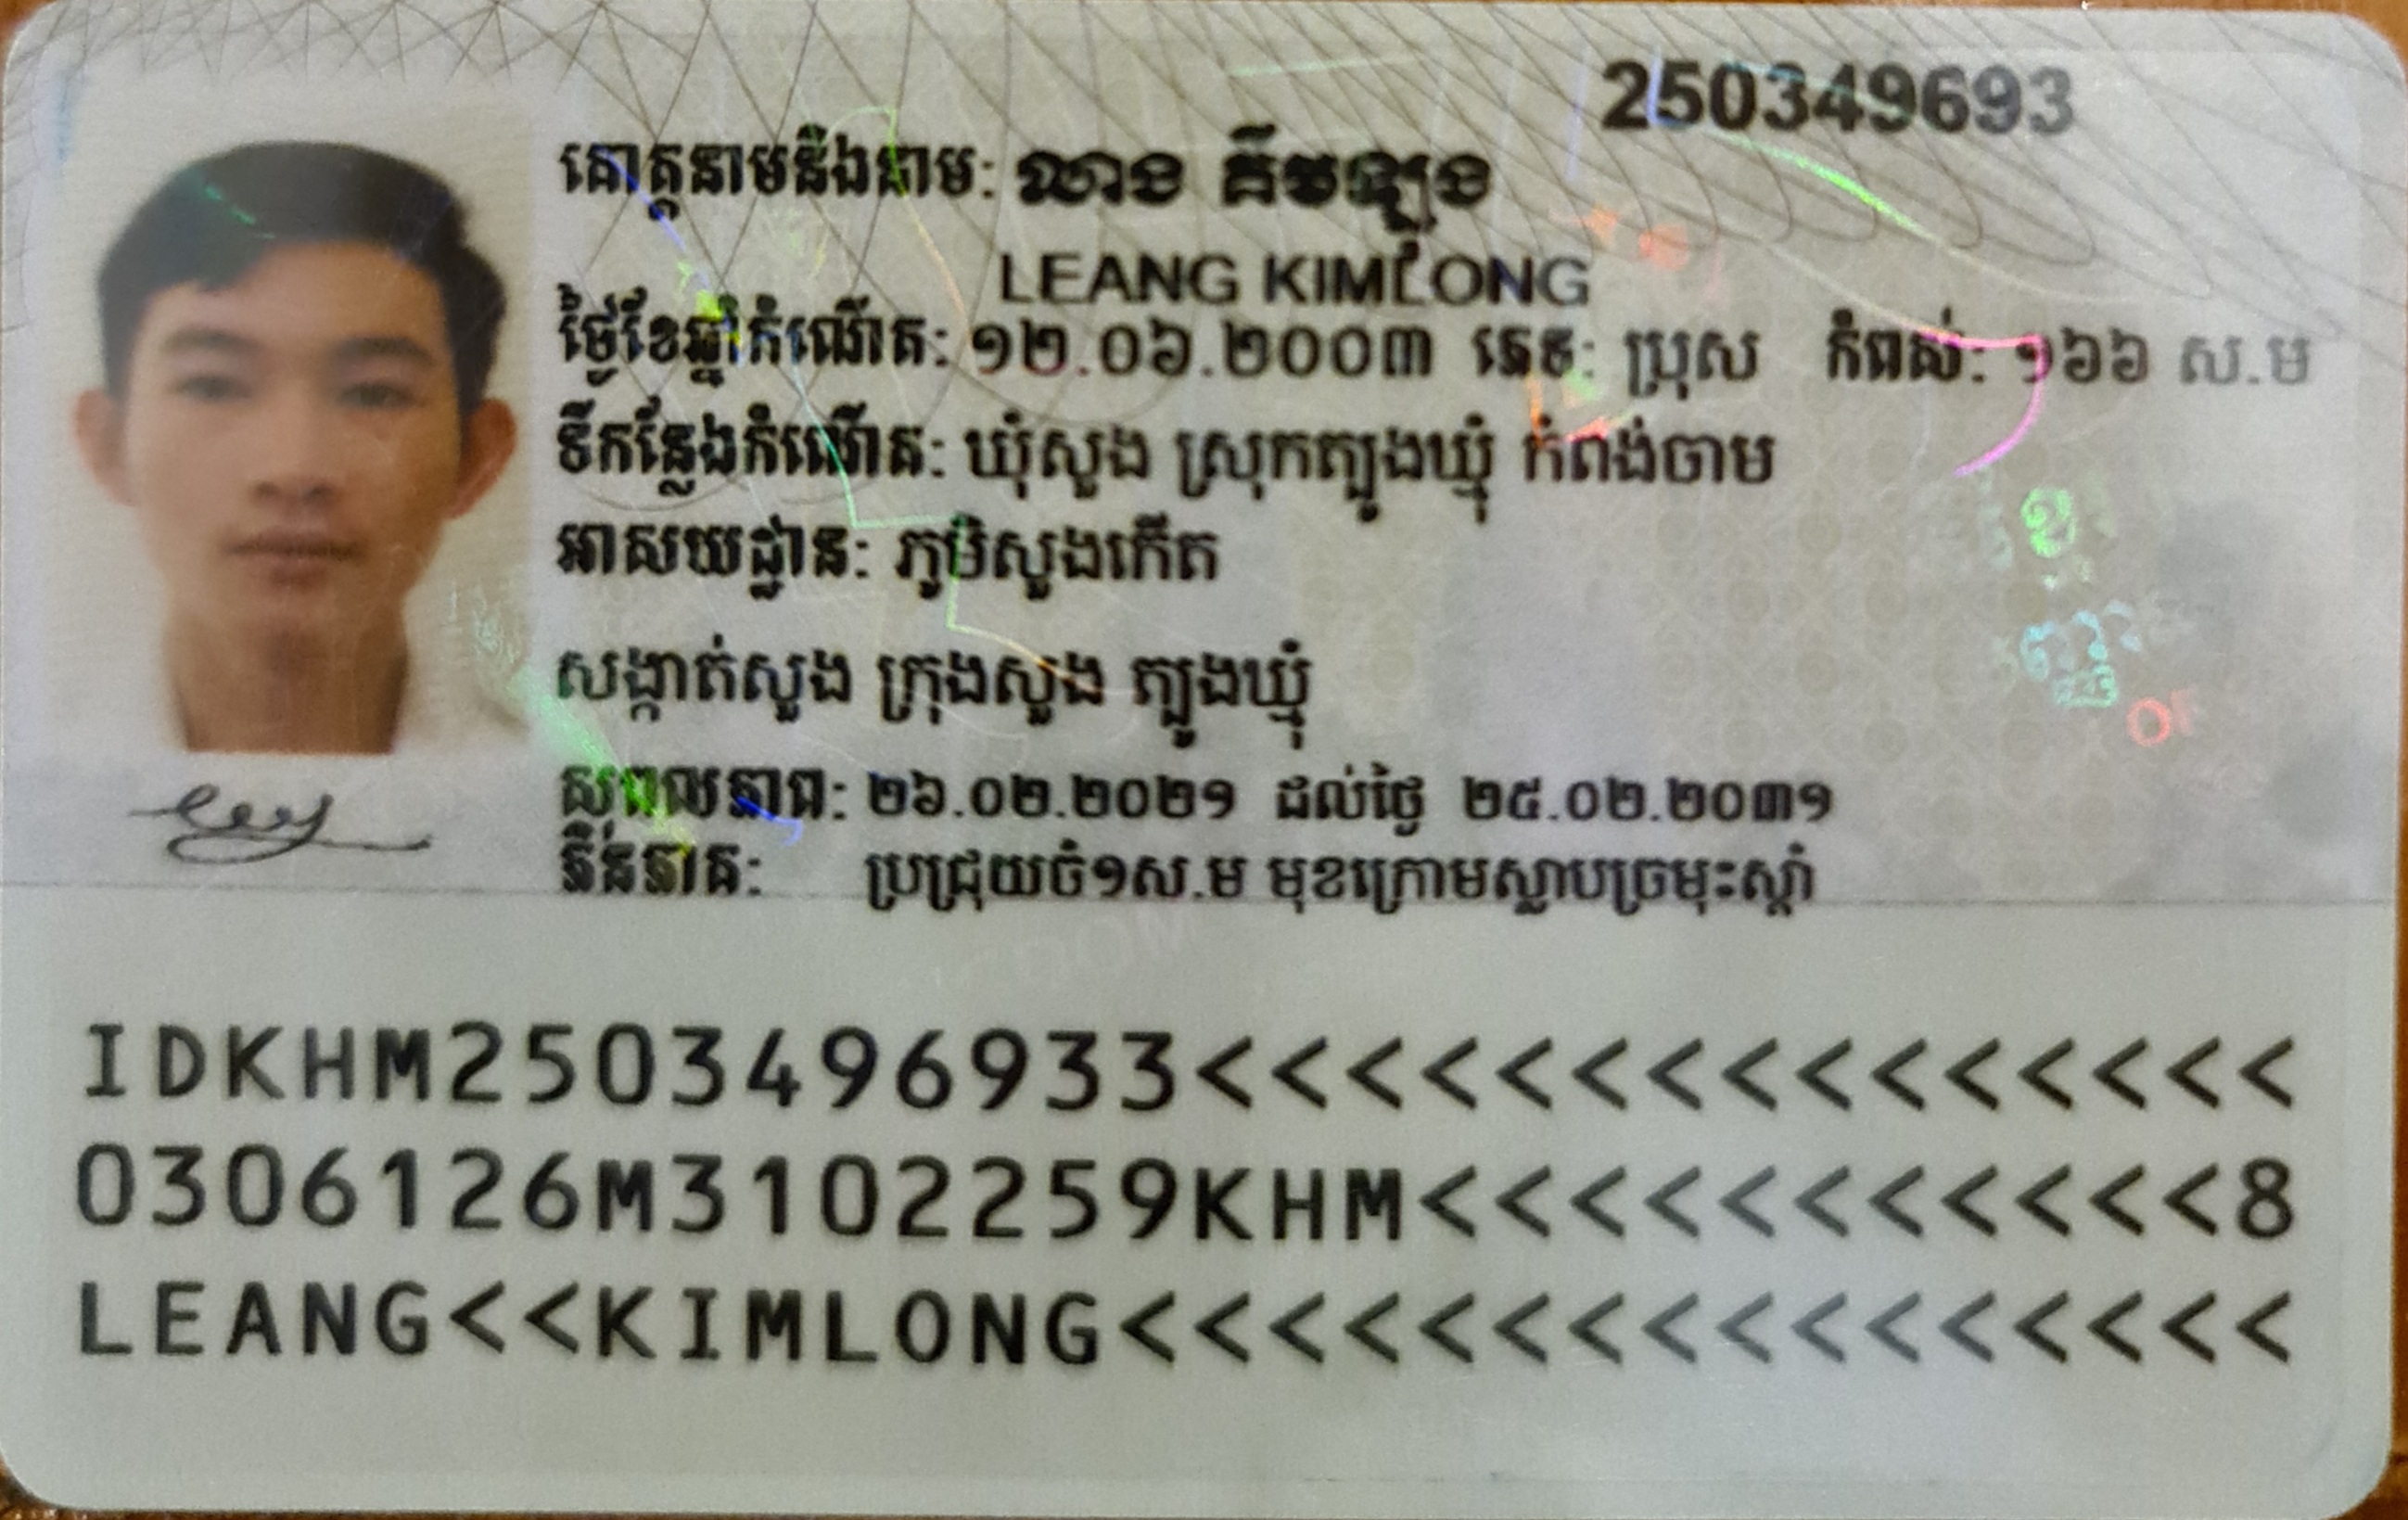 250349693
គោត្តនាមនិងនាម: លាង គីមឡុង
LEANG KIMLONG
ថ្ងៃខែឆ្នាំកំណើត: ១២.០៦.២០០៣ ភេទ: ប្រុស កំពស់: ១៦៦ ស.ម
ទីកន្លែងកំណើត: ឃុំសួង ស្រុកត្បូងឃ្មុំ កំពង់ចាម
អាសយដ្ឋាន: ភូមិសួងកើត
សង្កាត់សួង ក្រុងសួង ត្បូងឃ្មុំ
សុពលភាព: ២៦.០២.២០២១ ដល់ថ្ងៃ ២៥.០២.២០៣១
ភិនភាគ: ប្រជ្រុយចំ១ស.ម មុខក្រោមស្លាបច្រមុះស្តាំ
IDKHM2503496933<<<<<<<<<<<<<<<
0306126M3102259KHM<<<<<<<<<<<8
LEANG<<KIMLONG<<<<<<<<<<<<<<<<